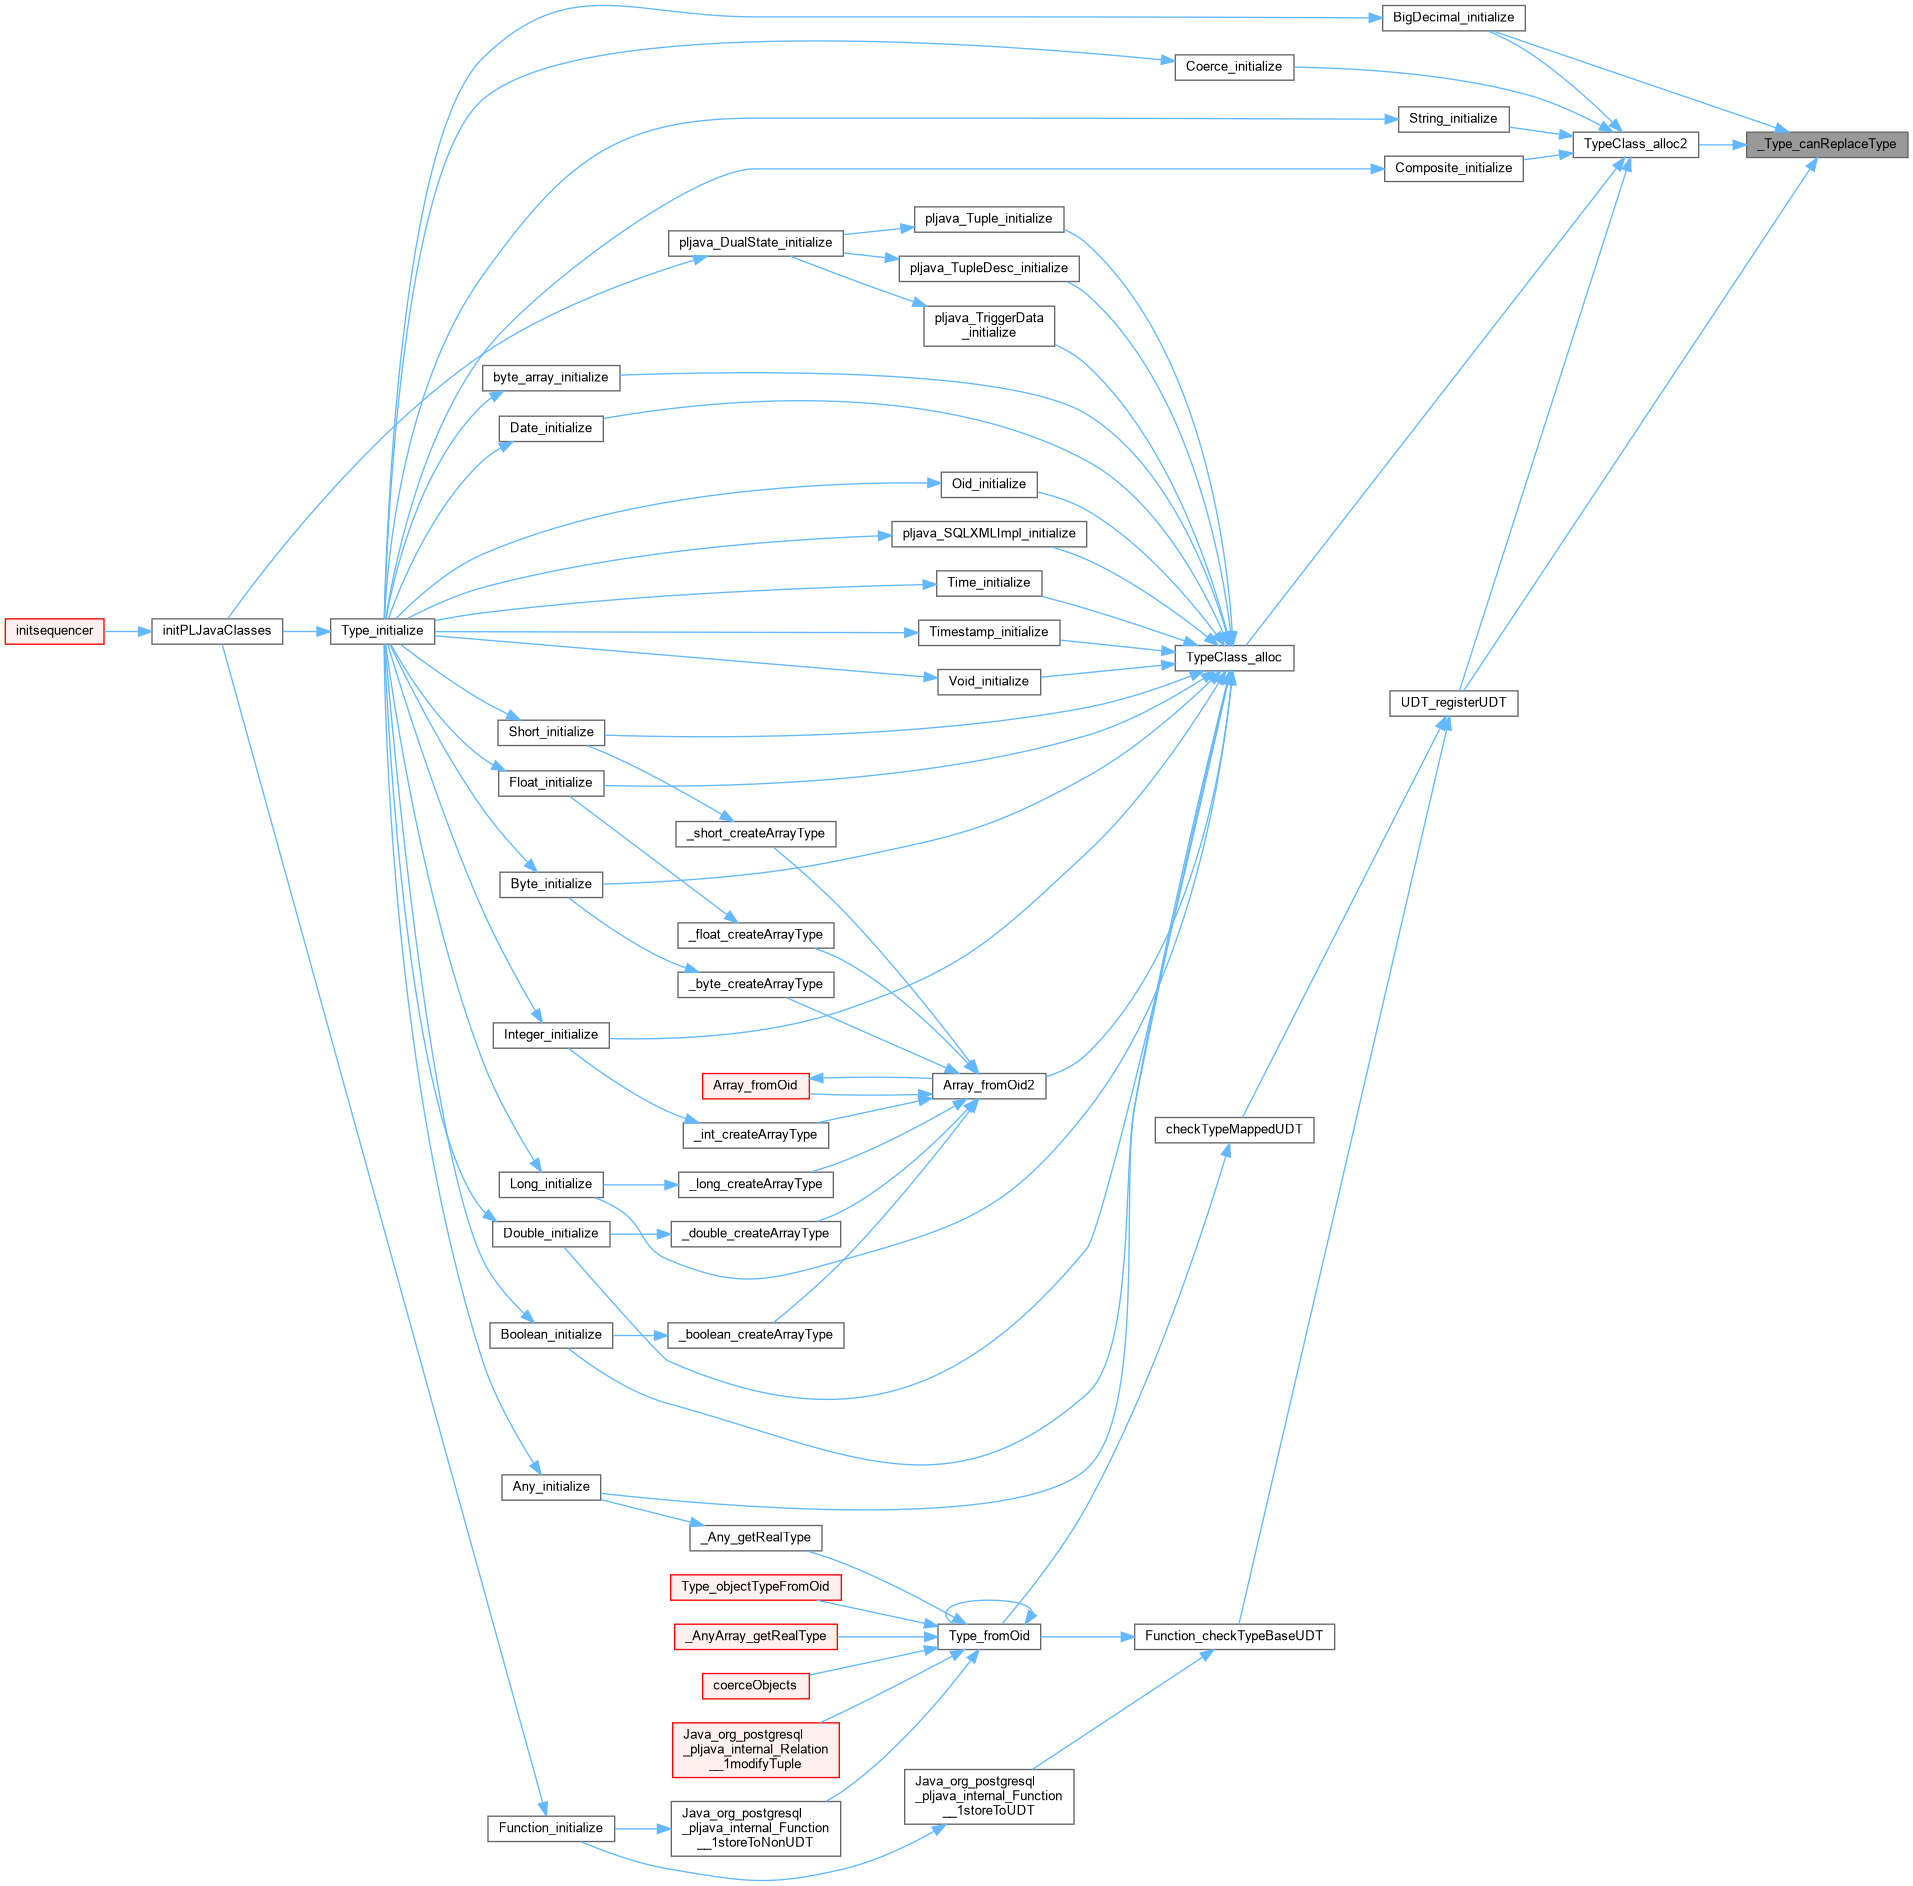 BigDecimal_initialize
Coerce_initialize
String_initialize
TypeClass_alloc2
_Type_canReplaceType
Composite_initialize
pljava_Tuple_initialize
pljava_DualState_initialize
pljava_TupleDesc_initialize
pljava_TriggerData
_initialize
byte_array_initialize
Date_initialize
Oid_initialize
pljava_SQLXMLImpl_initialize
Time_initialize
initsequencer
initPLJavaClasses
Type_initialize
Timestamp_initialize
TypeClass_alloc
Void_initialize
UDT_registerUDT
Short_initialize
Float_initialize
_short_createArrayType
Byte_initialize
_float_createArrayType
_byte_createArrayType
Integer_initialize
Array_fromOid
Array_fromOid2
_int_createArrayType
checkTypeMappedUDT
Long_initialize
_long_createArrayType
Double_initialize
_double_createArrayType
Boolean_initialize
_boolean_createArrayType
Any_initialize
_Any_getRealType
Type_objectTypeFromOid
_AnyArray_getRealType
Type_fromOid
Function_checkTypeBaseUDT
coerceObjects
Java_org_postgresql
_pljava_internal_Relation
__1modifyTuple
Java_org_postgresql
_pljava_internal_Function
__1storeToUDT
Function_initialize
Java_org_postgresql
_pljava_internal_Function
__1storeToNonUDT